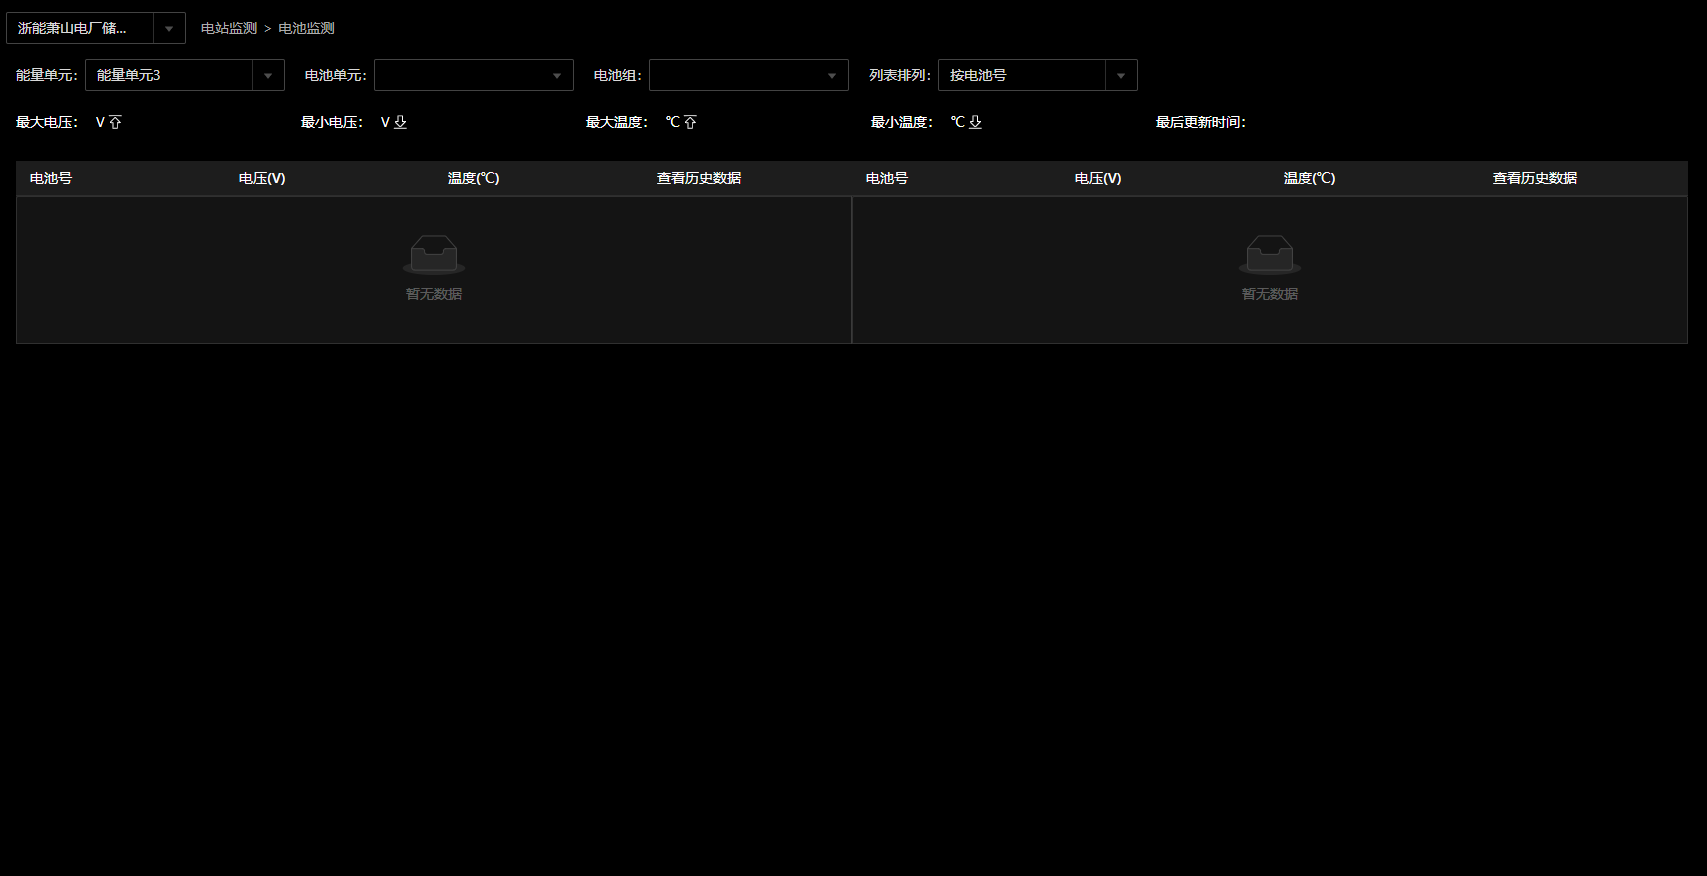 浙能萧山电厂储... 电站监测 > 电池监测
能量单元: 能量单元3 电池单元: 电池组: 列表排列: 按电池号
最大电压: V 最小电压: V 最大温度: ℃ 最小温度: ℃ 最后更新时间:
电池号 电压(V) 温度(℃) 查看历史数据 电池号 电压(V) 温度(℃) 查看历史数据
暂无数据 暂无数据